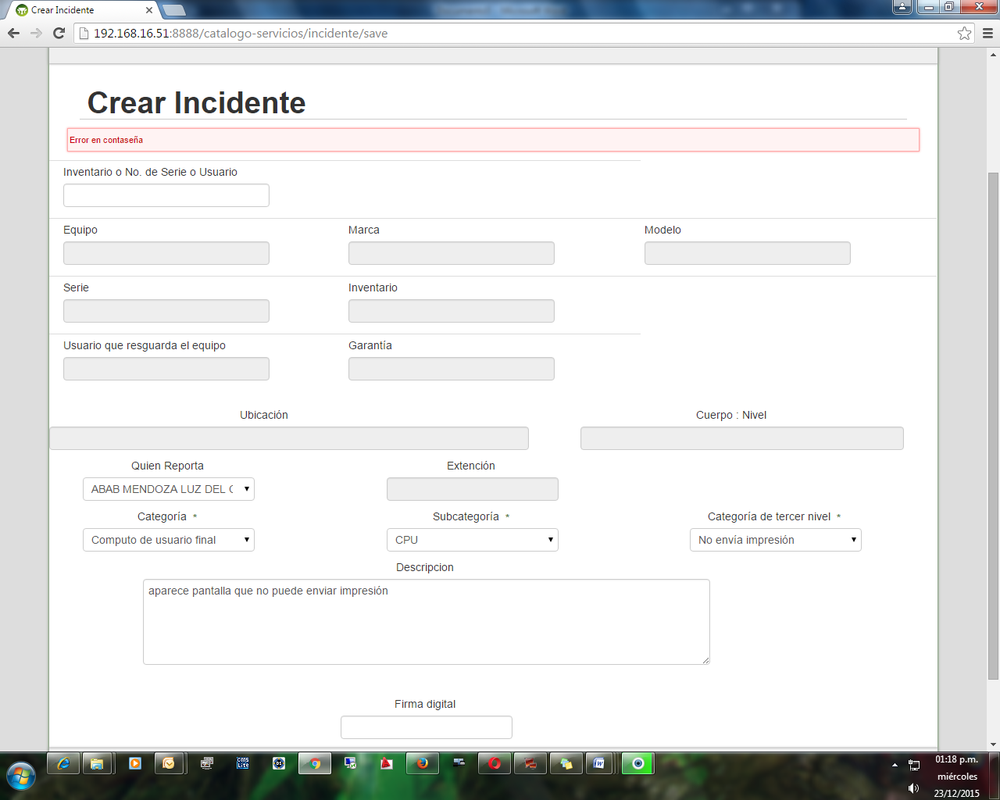 Crear Incidente
192.168.16.51:8888/catalogo-servicios/incidente/save
Crear Incidente
Error en contaseña
Inventario o No. de Serie o Usuario
Equipo Marca Modelo
Serie Inventario
Usuario que resguarda el equipo Garantía
Ubicación Cuerpo : Nivel
Quien Reporta Extención
ABAB MENDOZA LUZ DEL
Categoría * Subcategoría * Categoría de tercer nivel *
Computo de usuario final CPU No envía impresión
Descripcion
aparece pantalla que no puede enviar impresión
Firma digital
CMS
Lite
01:18 p.m.
miércoles
23/12/2015